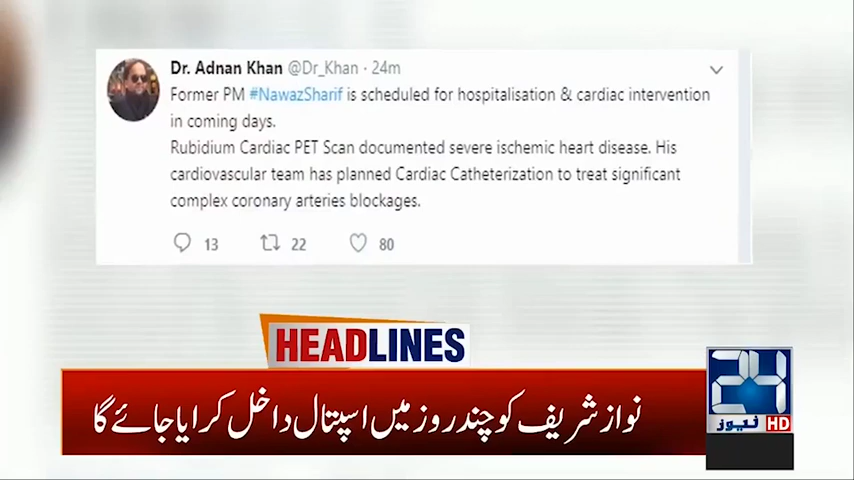 Dr. Adnan Khan @Dr_Khan · 24m
Former PM #NawazSharif is scheduled for hospitalisation & cardiac intervention
in coming days.
Rubidium Cardiac PET Scan documented severe ischemic heart disease. His
cardiovascular team has planned Cardiac Catheterization to treat significant
complex coronary arteries blockages.
13 22 80
HEADLINES
نواز شریف کو چند روز میں اسپتال داخل کرایا جائے گا
24
نیوز HD